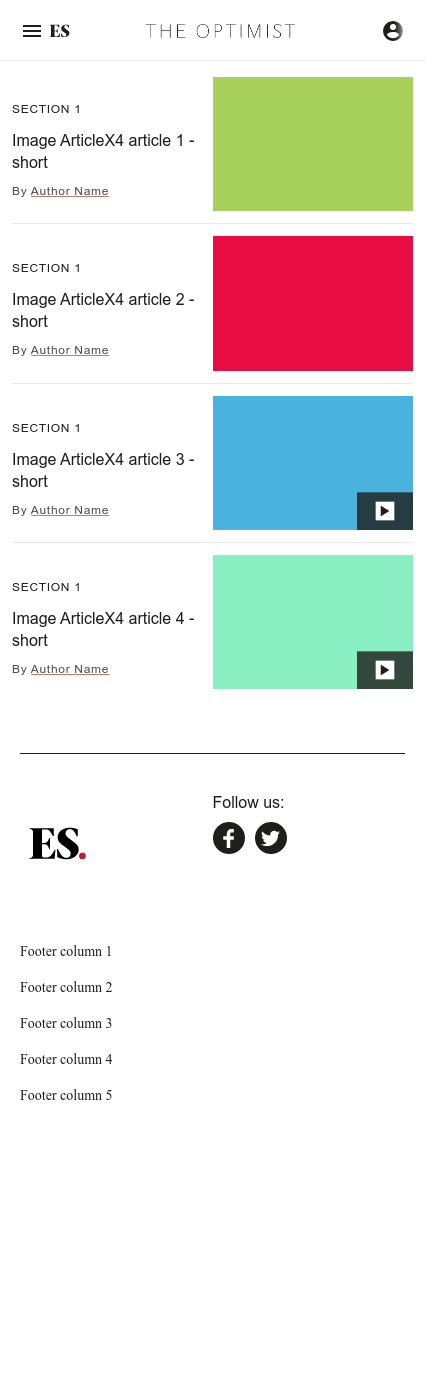 ES
THE OPTIMIST
SECTION 1
Image ArticleX4 article 1 -
short
By Author Name
SECTION 1
Image ArticleX4 article 2 -
short
By Author Name
SECTION 1
Image ArticleX4 article 3 -
short
By Author Name
SECTION 1
Image ArticleX4 article 4 -
short
By Author Name
Follow us:
ES.
Footer column 1
Footer column 2
Footer column 3
Footer column 4
Footer column 5